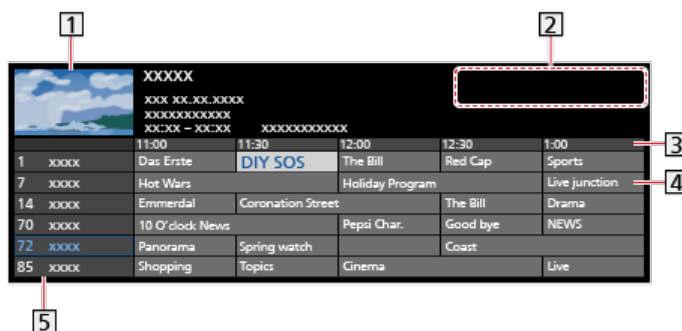 1 2
XXXXX
xxx xx.xx.xxxx
xxxxxxxxxxx
xx:xx – xx:xx xxxxxxxxxxx
11:00 11:30 12:00 12:30 1:00 3
1 xxxx Das Erste DIY SOS The Bill Red Cap Sports
7 xxxx Hot Wars Holiday Program Live junction 4
14 xxxx Emmerdal Coronation Street The Bill Drama
70 xxxx 10 O'clock News Pepsi Char. Good bye NEWS
72 xxxx Panorama Spring watch Coast
85 xxxx Shopping Topics Cinema Live
5